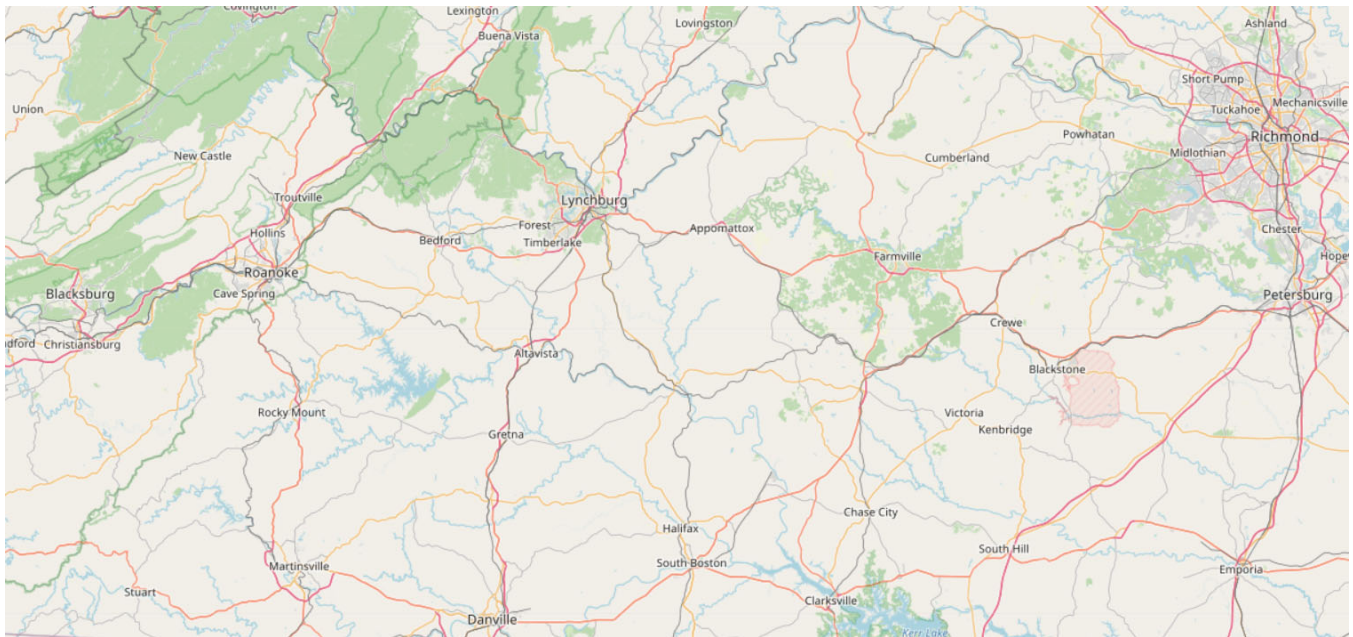 Covington
Lexington
Lovingston
Ashland
Buena Vista
Short Pump
Mechanicsville
Union
Tuckahoe
Richmond
Powhatan
Midlothian
New Castle
Cumberland
Troutville
Lynchburg
Forest
Appomattox
Hollins
Bedford
Timberlake
Chester
Farmville
Roanoke
Cave Spring
Blacksburg
Petersburg
Crewe
Christiansburg
Altavista
Blackstone
Rocky Mount
Victoria
Kenbridge
Gretna
Chase City
Halifax
South Hill
South Boston
Martinsville
Emporia
Stuart
Clarksville
Danville
Kerr Lake